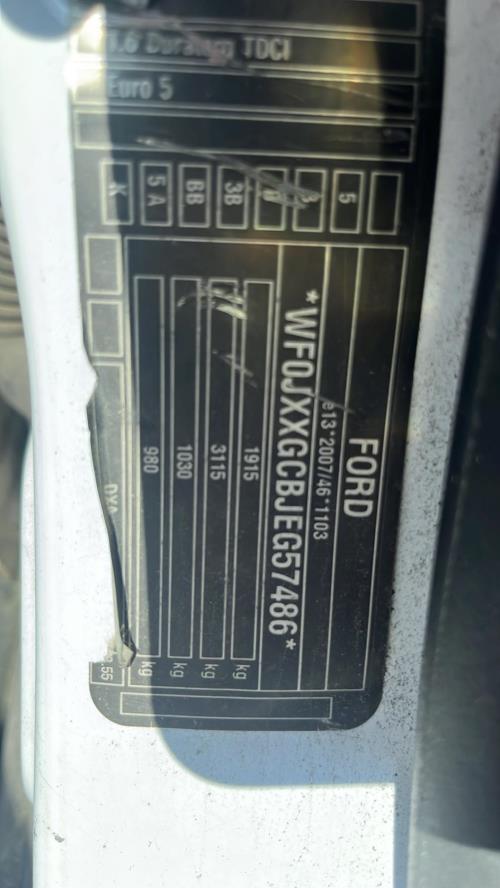 FORD
e13*2007/46*1103
*WF0JXXGCBJEG57486*
1915 kg
3115 kg
1030 kg
980 kg
5
3B
BB
5 A
K
1.6 Duratorq TDCI
Euro 5